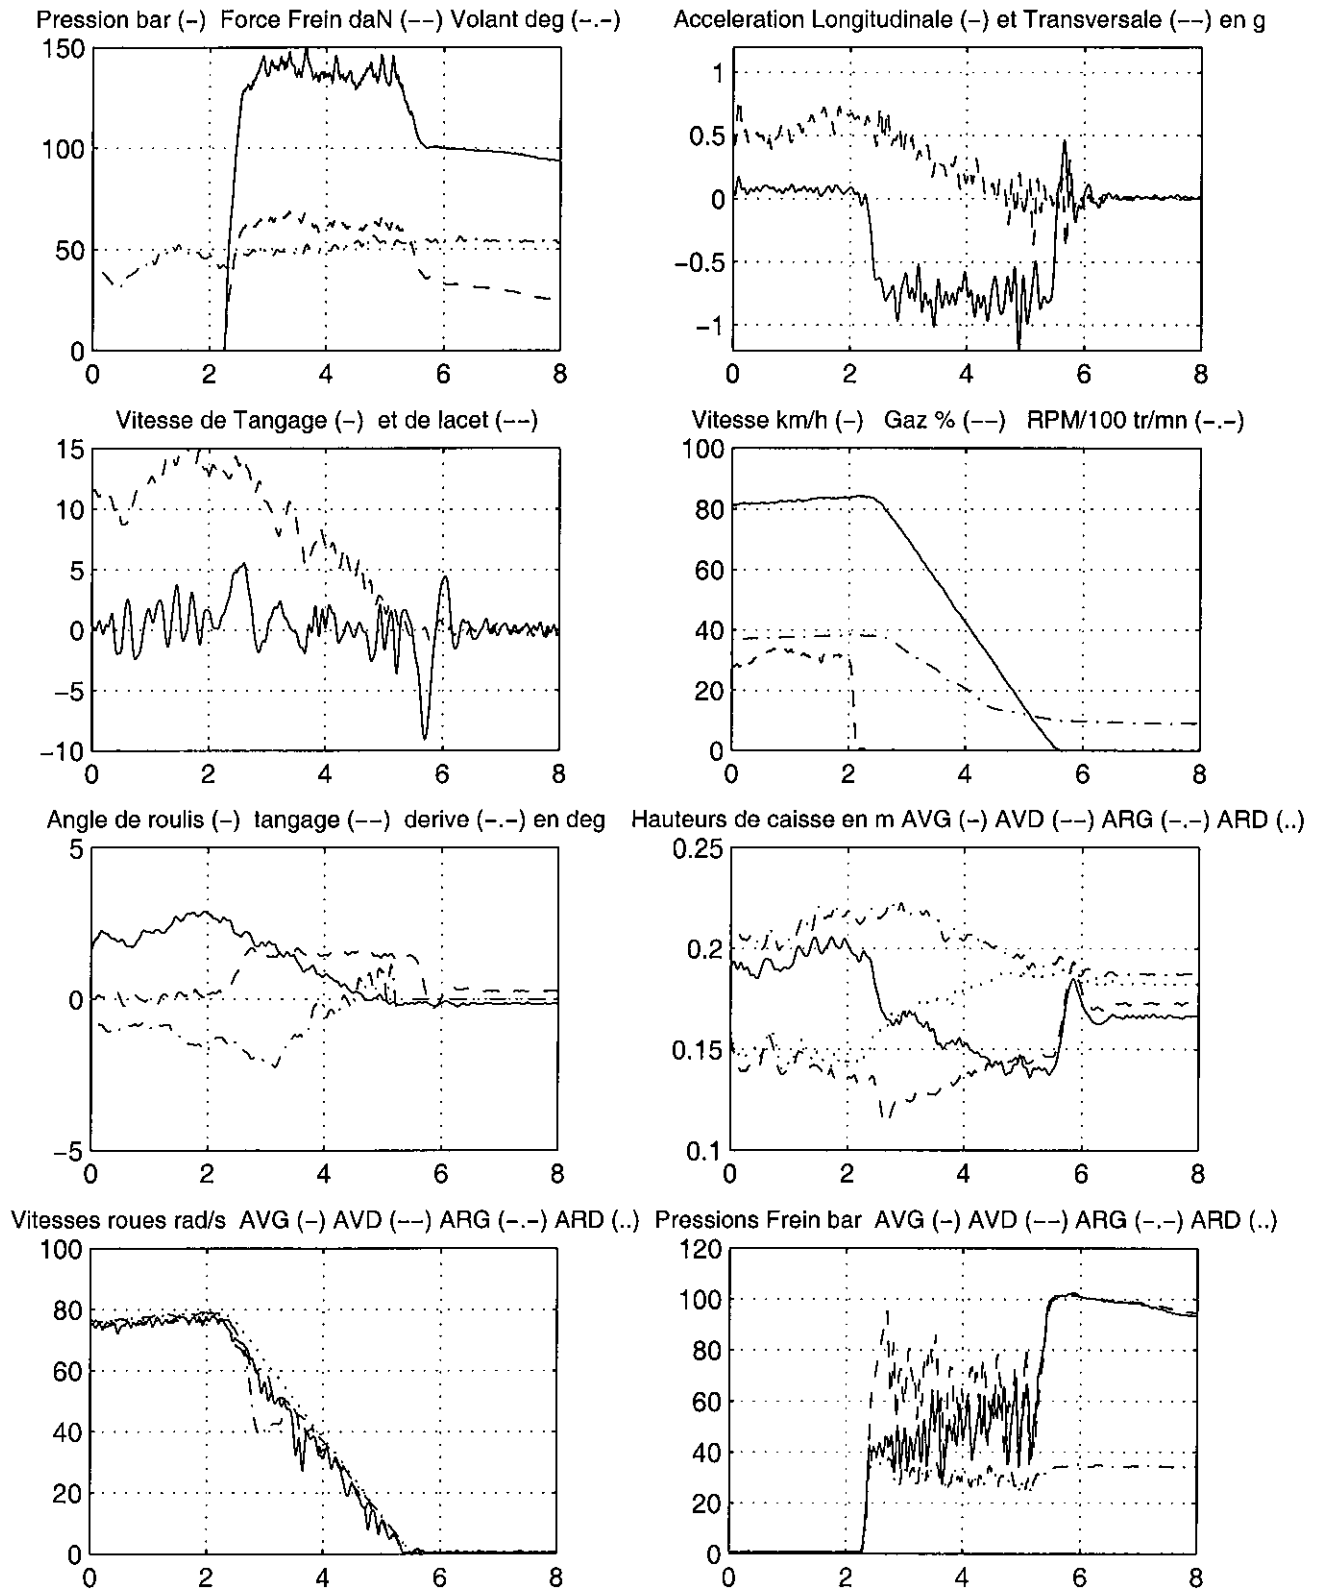 Pression bar (-) Force Frein daN (--) Volant deg (-.-)
150
100
50
0
0 2 4 6 8
Acceleration Longitudinale (-) et Transversale (--) en g
1
0.5
0
-0.5
-1
0 2 4 6 8
Vitesse de Tangage (-) et de lacet (--)
15
10
5
0
-5
-10
0 2 4 6 8
Vitesse km/h (-) Gaz % (--) RPM/100 tr/mn (-.-)
100
80
60
40
20
0
0 2 4 6 8
Angle de roulis (-) tangage (--) derive (-.-) en deg
5
0
-5
0 2 4 6 8
Hauteurs de caisse en m AVG (-) AVD (--) ARG (-.-) ARD (..)
0.25
0.2
0.15
0.1
0 2 4 6 8
Vitesses roues rad/s AVG (-) AVD (--) ARG (-.-) ARD (..)
100
80
60
40
20
0
0 2 4 6 8
Pressions Frein bar AVG (-) AVD (--) ARG (-.-) ARD (..)
120
100
80
60
40
20
0
0 2 4 6 8